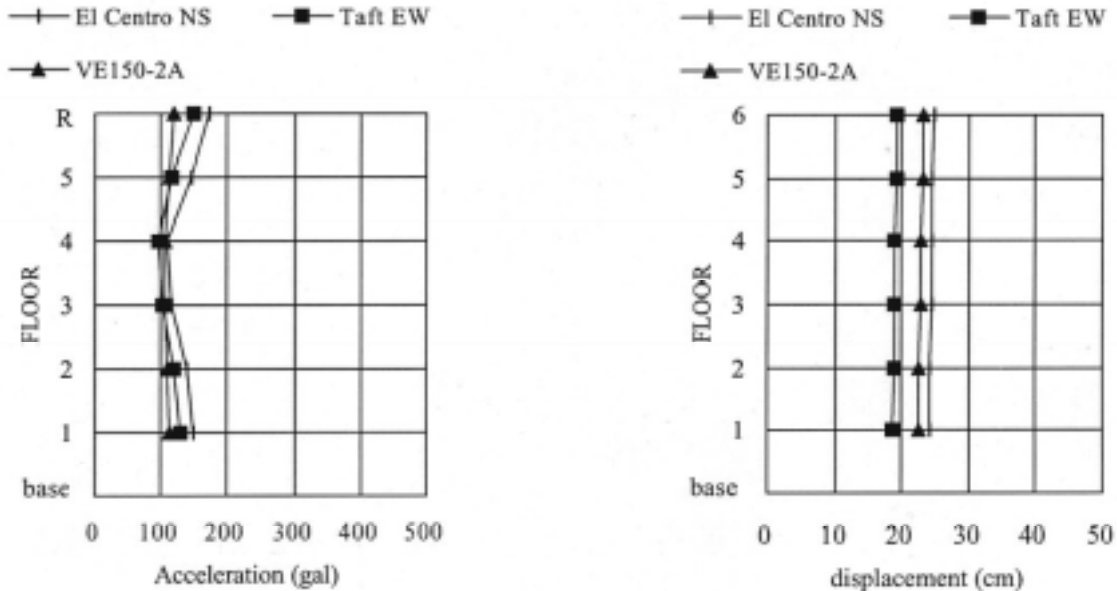 El Centro NS
Taft EW
VE150-2A
R
5
4
3
2
1
base
FLOOR
0 100 200 300 400 500
Acceleration (gal)
El Centro NS
Taft EW
VE150-2A
6
5
4
3
2
1
base
FLOOR
0 10 20 30 40 50
displacement (cm)